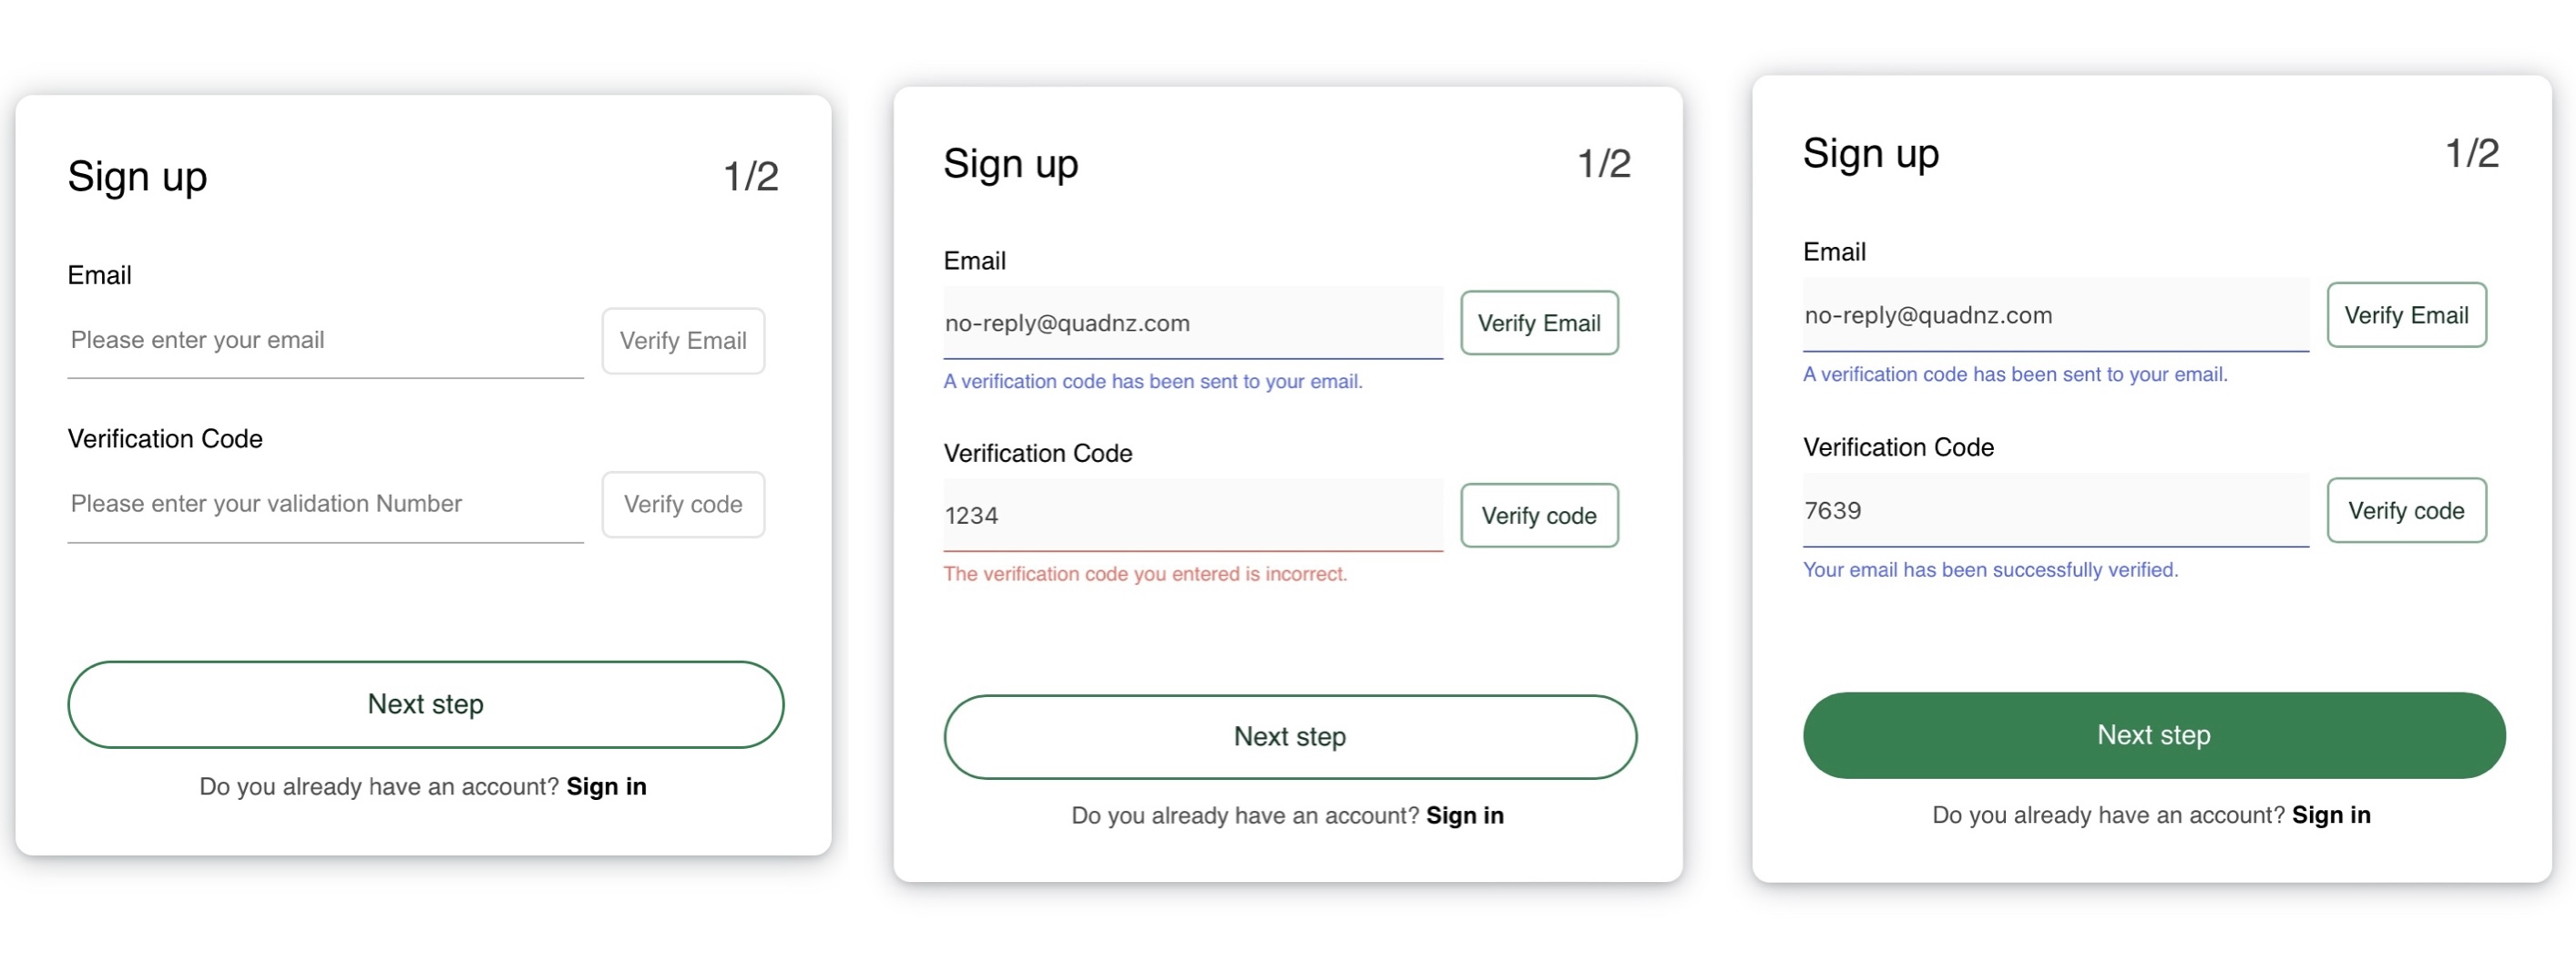 Sign up 1/2
Email
Please enter your email Verify Email
Verification Code
Please enter your validation Number Verify code
Next step
Do you already have an account? Sign in
Sign up 1/2
Email
no-reply@quadnz.com Verify Email
A verification code has been sent to your email.
Verification Code
1234 Verify code
The verification code you entered is incorrect.
Next step
Do you already have an account? Sign in
Sign up 1/2
Email
no-reply@quadnz.com Verify Email
A verification code has been sent to your email.
Verification Code
7639 Verify code
Your email has been successfully verified.
Next step
Do you already have an account? Sign in